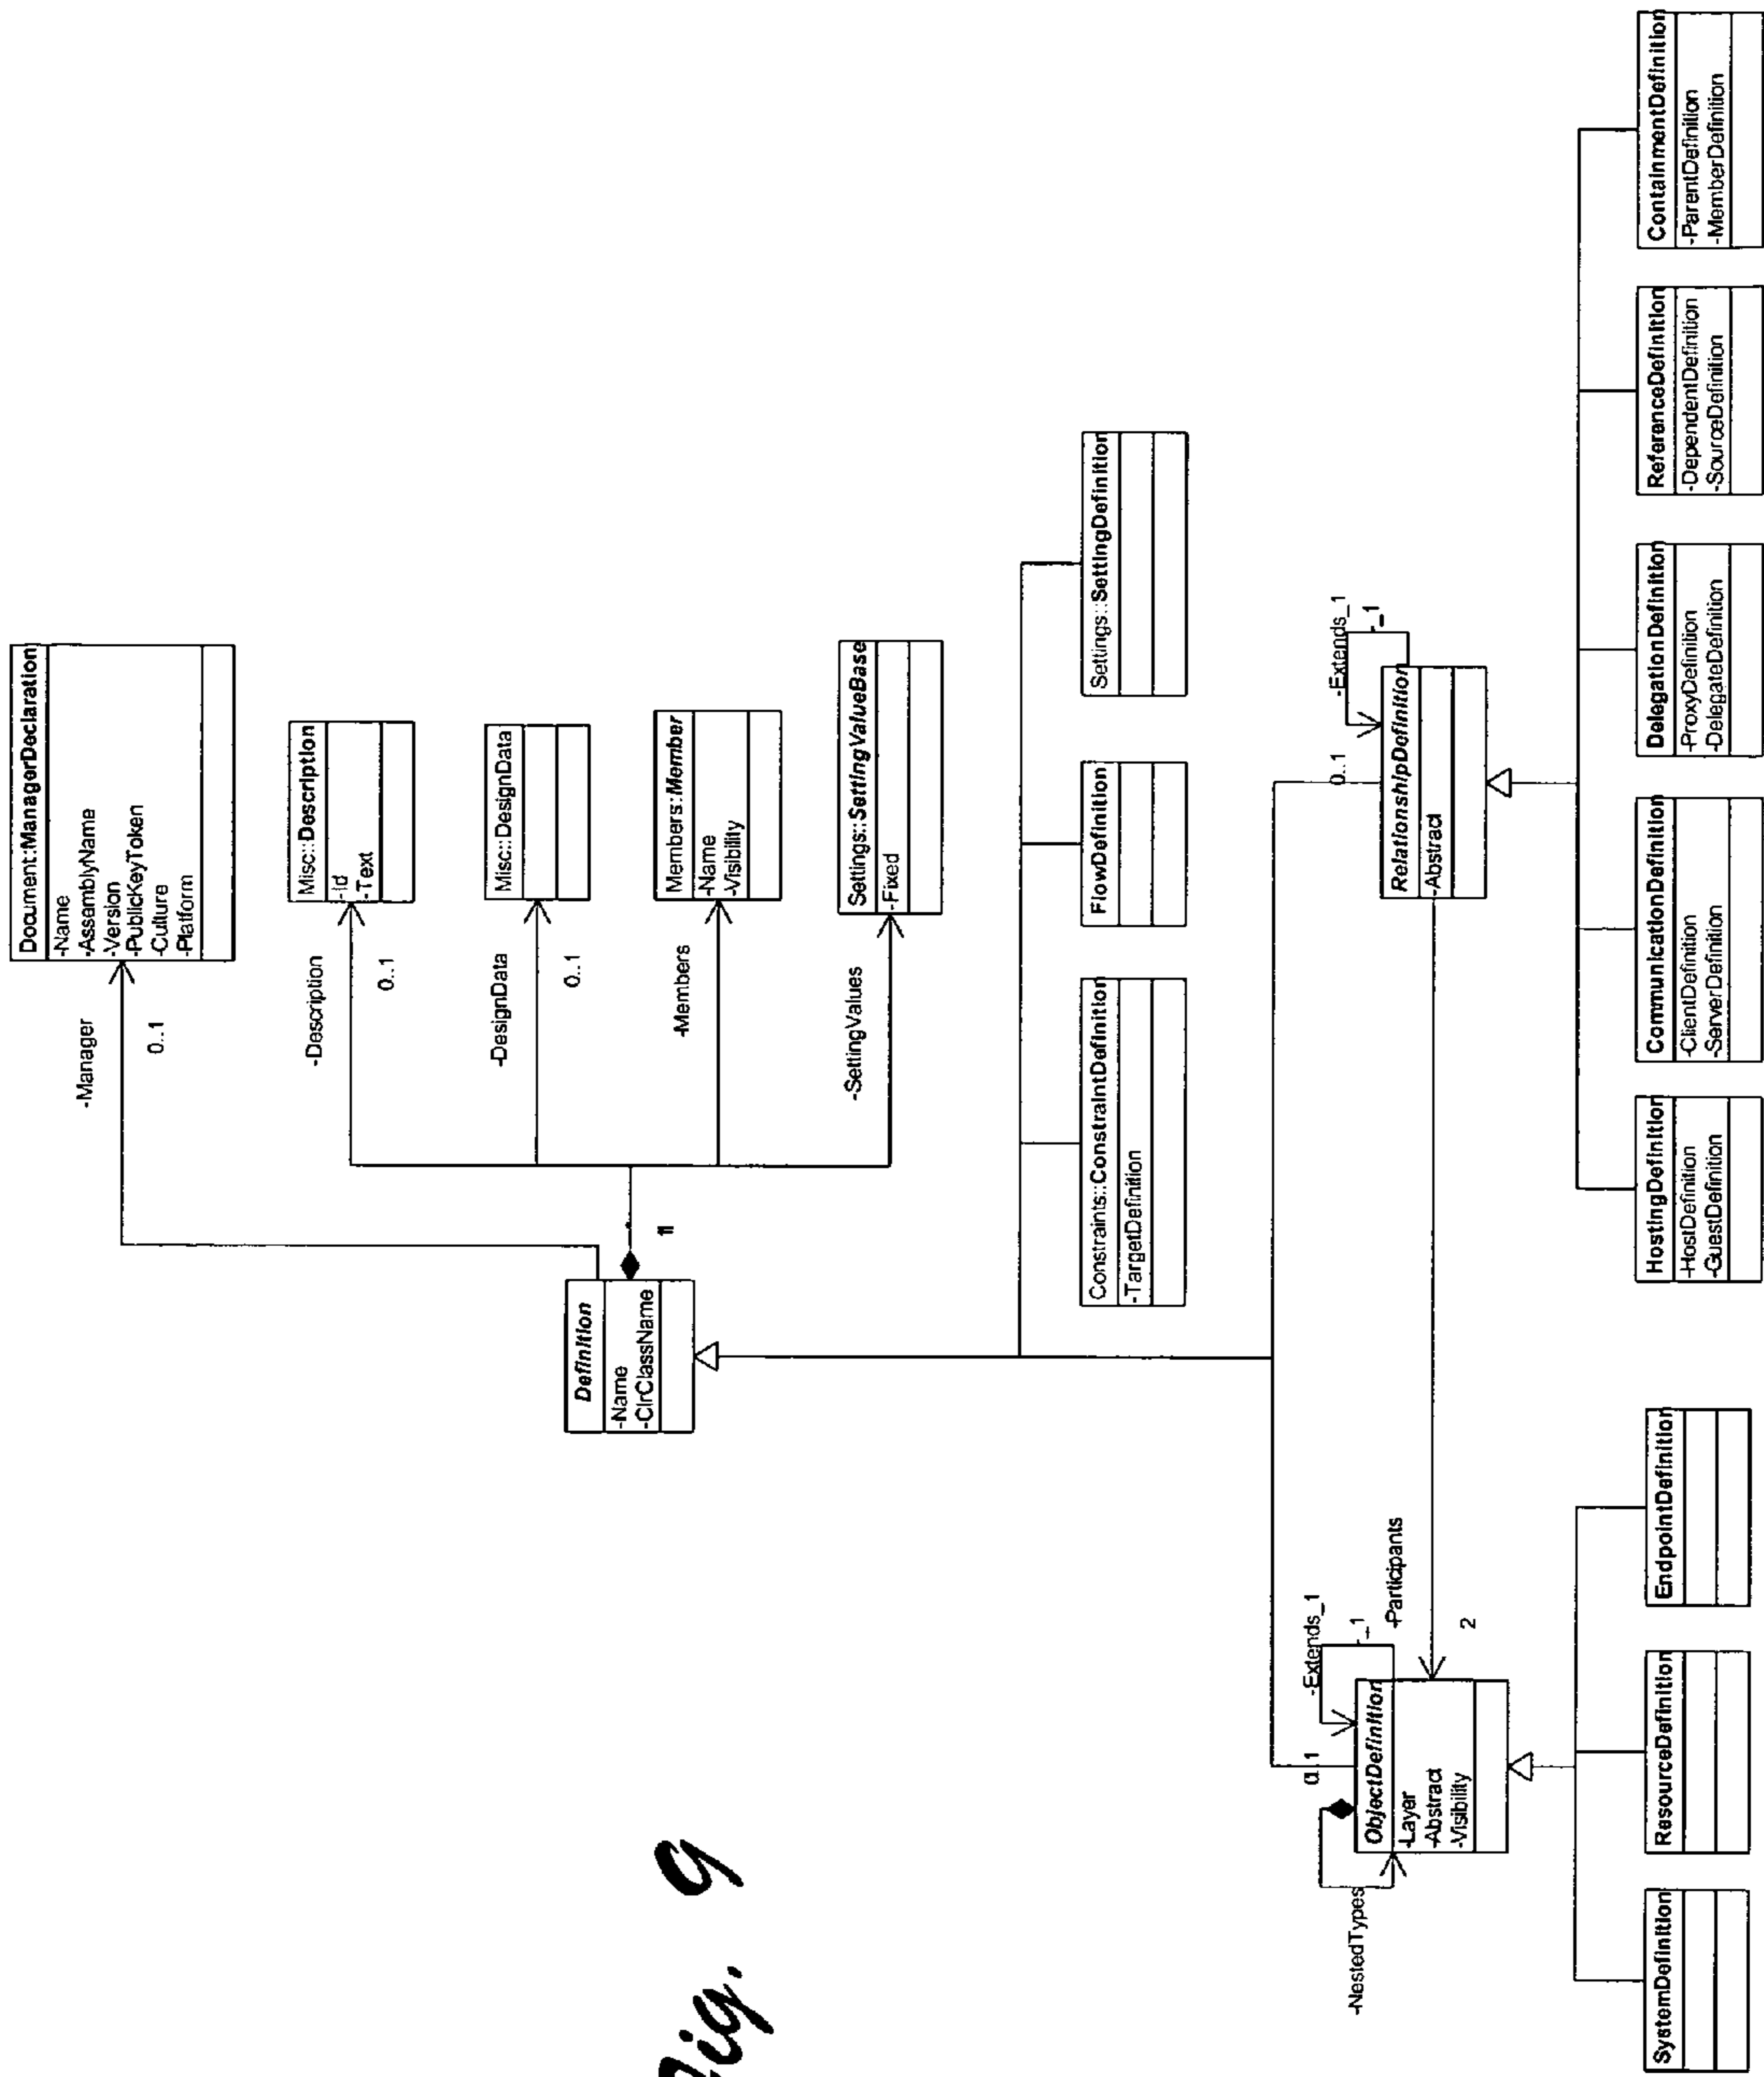 Document:ManagerDeclaration
-Name
-AssemblyName
-Version
-PublicKeyToken
-Culture
-Platform
-Manager
0..1
Misc::Description
-Id
-Text
-Description
0..1
Misc::DesignData
-DesignData
0..1
Members::Member
-Name
-Visibility
-Members
Settings::SettingValueBase
-Fixed
-SettingValues
Definition
-Name
-ClrClassName
Constraints::ConstraintDefinition
-TargetDefinition
FlowDefinition
Settings::SettingDefinition
ObjectDefinition
-Layer
-Abstract
-Visibility
-NestedTypes
-Extends_1
-_1
-Participants
2
RelationshipDefinition
-Abstract
0..1
-Extends_1
-_1
SystemDefinition
ResourceDefinition
EndpointDefinition
HostingDefinition
-HostDefinition
-GuestDefinition
CommunicationDefinition
-ClientDefinition
-ServerDefinition
DelegationDefinition
-ProxyDefinition
-DelegateDefinition
ReferenceDefinition
-DependentDefinition
-SourceDefinition
ContainmentDefinition
-ParentDefinition
-MemberDefinition
Fig. 9